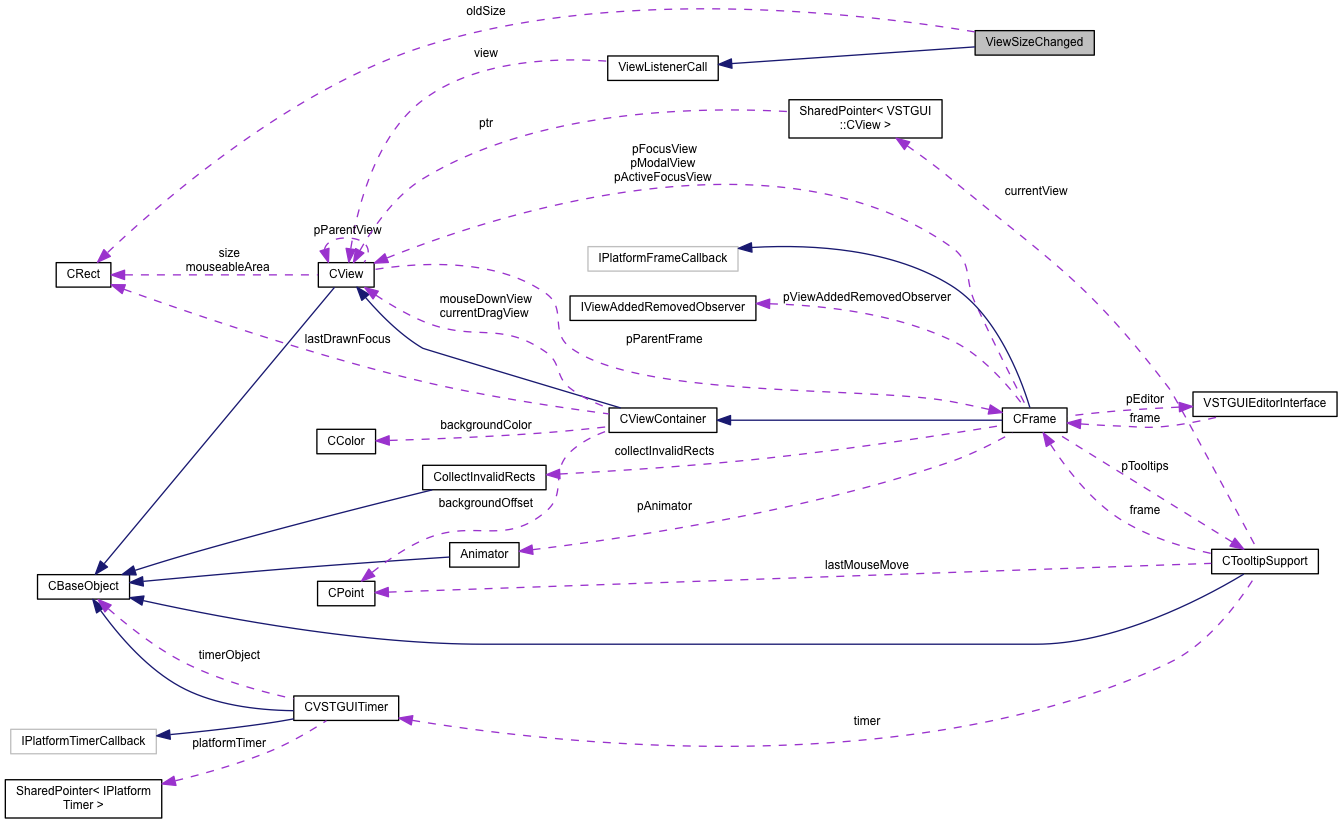 oldSize
ViewSizeChanged
view
ViewListenerCall
SharedPointer< VSTGUI
::CView >
ptr
pFocusView
pModalView
pActiveFocusView
currentView
pParentView
size
mouseableArea
CRect
CView
IPlatformFrameCallback
mouseDownView
currentDragView
IViewAddedRemovedObserver
pViewAddedRemovedObserver
lastDrawnFocus
pParentFrame
CViewContainer
CFrame
pEditor
frame
VSTGUIEditorInterface
CColor
backgroundColor
collectInvalidRects
CollectInvalidRects
pTooltips
backgroundOffset
pAnimator
frame
Animator
CTooltipSupport
lastMouseMove
CBaseObject
CPoint
timerObject
CVSTGUITimer
timer
IPlatformTimerCallback
platformTimer
SharedPointer< IPlatform
Timer >